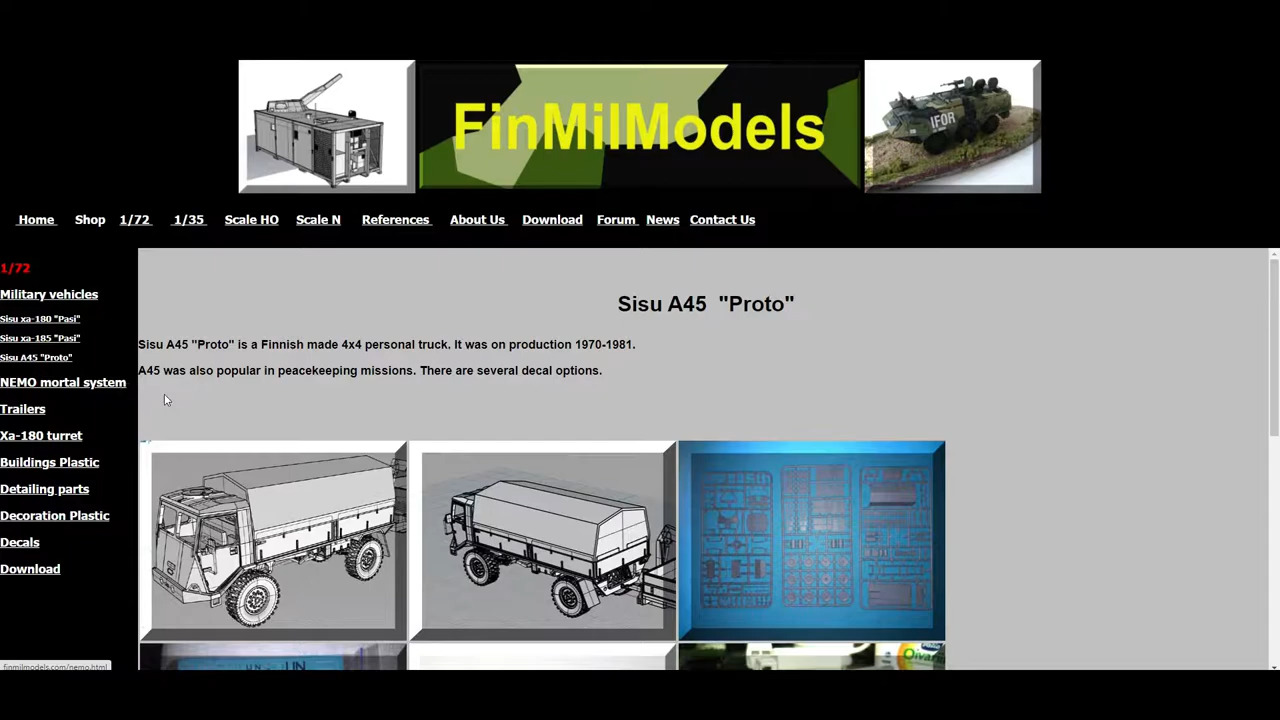 FinMilModels
IFOR
Home Shop 1/72 1/35 Scale HO Scale N References About Us Download Forum News Contact Us
1/72
Military vehicles
Sisu xa-180 "Pasi"
Sisu xa-185 "Pasi"
Sisu A45 "Proto"
NEMO mortal system
Trailers
Xa-180 turret
Buildings Plastic
Detailing parts
Decoration Plastic
Decals
Download
Sisu A45 "Proto"
Sisu A45 "Proto" is a Finnish made 4x4 personal truck. It was on production 1970-1981.
A45 was also popular in peacekeeping missions. There are several decal options.
UN
Oivarii
finmilmodels.com/nemo.html